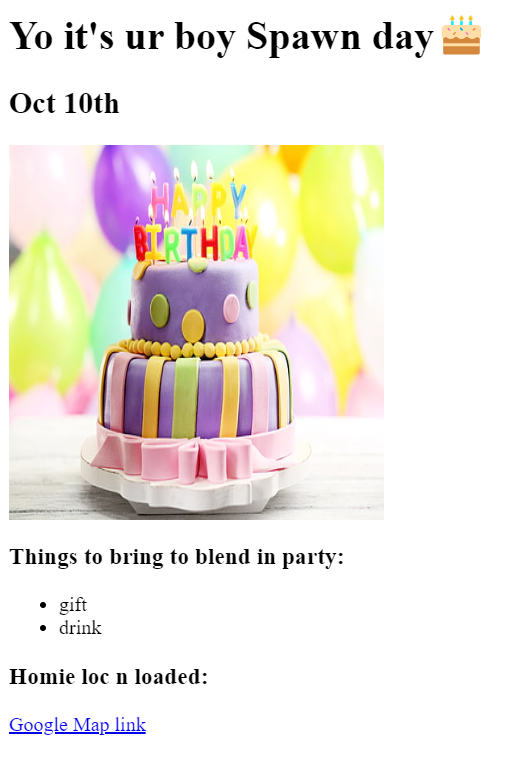 Yo it's ur boy Spawn day 🎂
Oct 10th
HAPPY
BIRTHDAY
Things to bring to blend in party:
gift
drink
Homie loc n loaded:
Google Map link